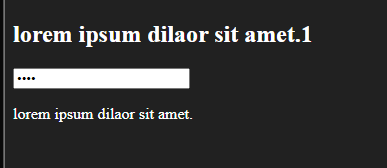 lorem ipsum dilaor sit amet.1
••••
lorem ipsum dilaor sit amet.